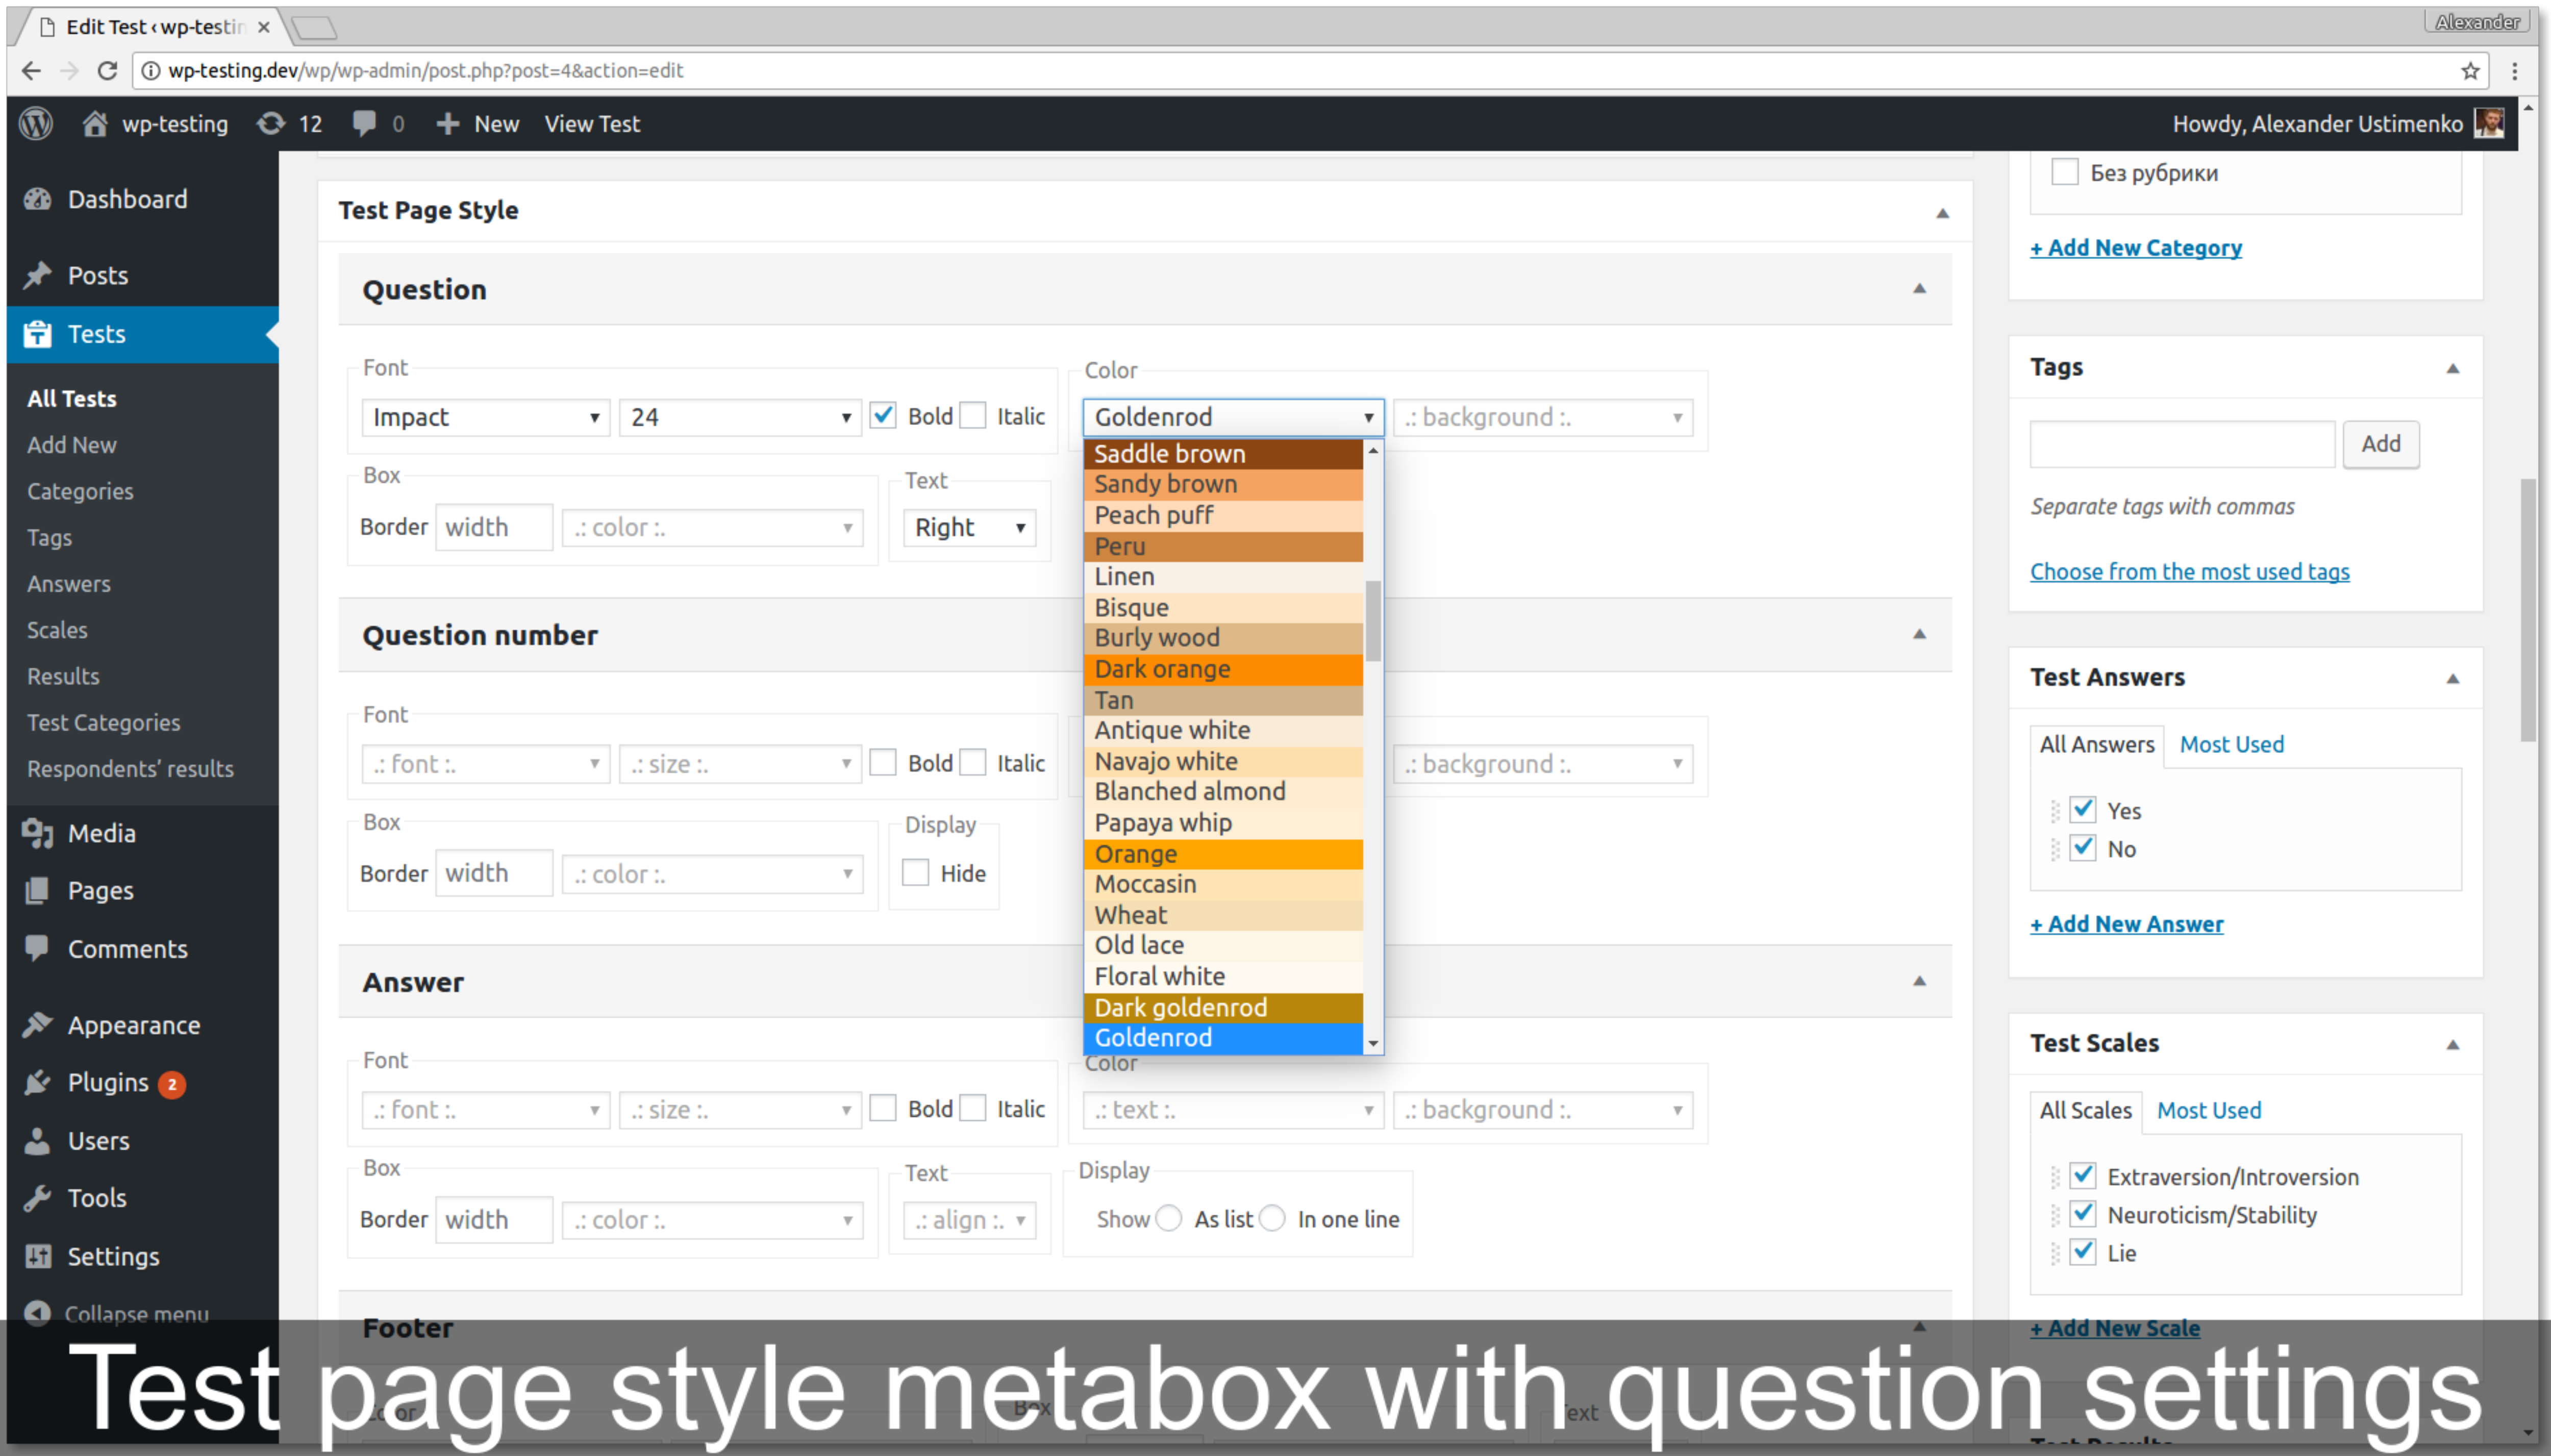 Edit Test ‹ wp-testin
Alexander
wp-testing.dev/wp/wp-admin/post.php?post=4&action=edit
wp-testing 12 0 New View Test
Howdy, Alexander Ustimenko
Dashboard
Posts
Tests
All Tests
Add New
Categories
Tags
Answers
Scales
Results
Test Categories
Respondents' results
Media
Pages
Comments
Appearance
Plugins 2
Users
Tools
Settings
Collapse menu
Test Page Style
Question
Font
Color
Impact 24 Bold Italic Goldenrod .: background :.
Box
Text
Border width .: color :. Right
Saddle brown
Sandy brown
Peach puff
Peru
Linen
Bisque
Burly wood
Dark orange
Tan
Antique white
Navajo white
Blanched almond
Papaya whip
Orange
Moccasin
Wheat
Old lace
Floral white
Dark goldenrod
Goldenrod
Question number
Font
.: font :. .: size :. Bold Italic .: background :.
Box
Display
Border width .: color :. Hide
Answer
Font
Color
.: font :. .: size :. Bold Italic .: text :. .: background :.
Box
Text
Display
Border width .: color :. .: align :. Show As list In one line
Footer
Color
Box
Text
Без рубрики
+ Add New Category
Tags
Add
Separate tags with commas
Choose from the most used tags
Test Answers
All Answers Most Used
Yes
No
+ Add New Answer
Test Scales
All Scales Most Used
Extraversion/Introversion
Neuroticism/Stability
Lie
+ Add New Scale
Test Results
Test page style metabox with question settings